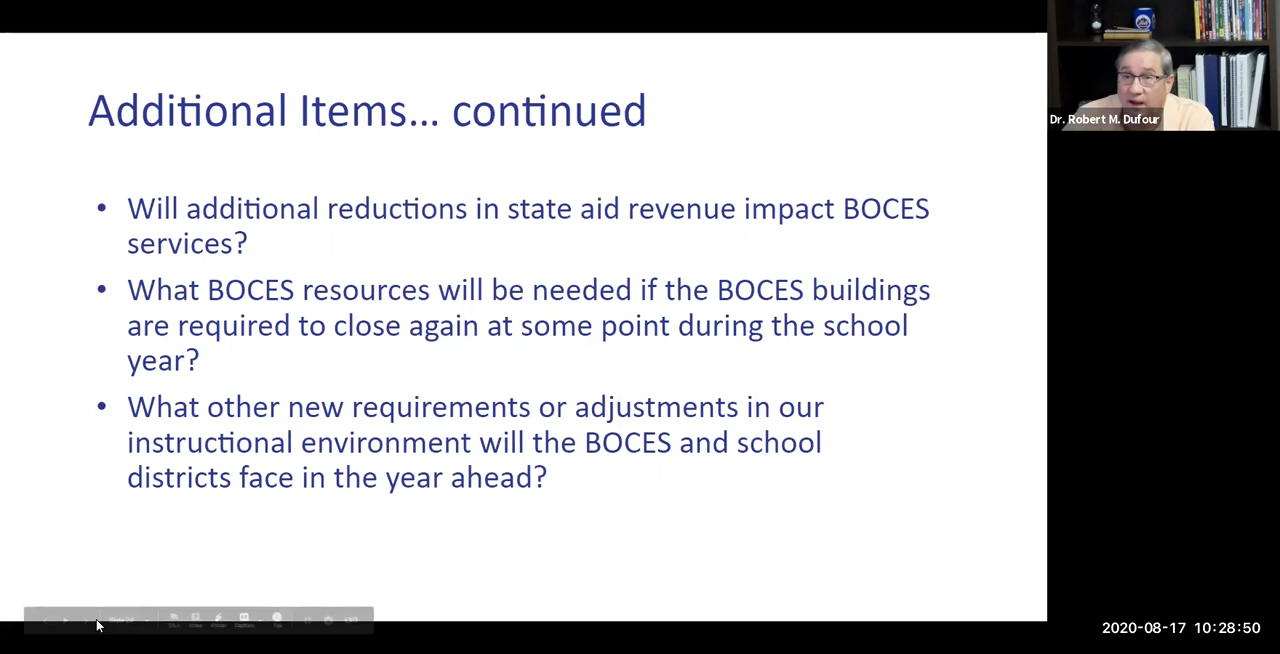 Additional Items... continued
• Will additional reductions in state aid revenue impact BOCES
services?
• What BOCES resources will be needed if the BOCES buildings
are required to close again at some point during the school
year?
• What other new requirements or adjustments in our
instructional environment will the BOCES and school
districts face in the year ahead?
Dr. Robert M. Dufour
2020-08-17 10:28:50